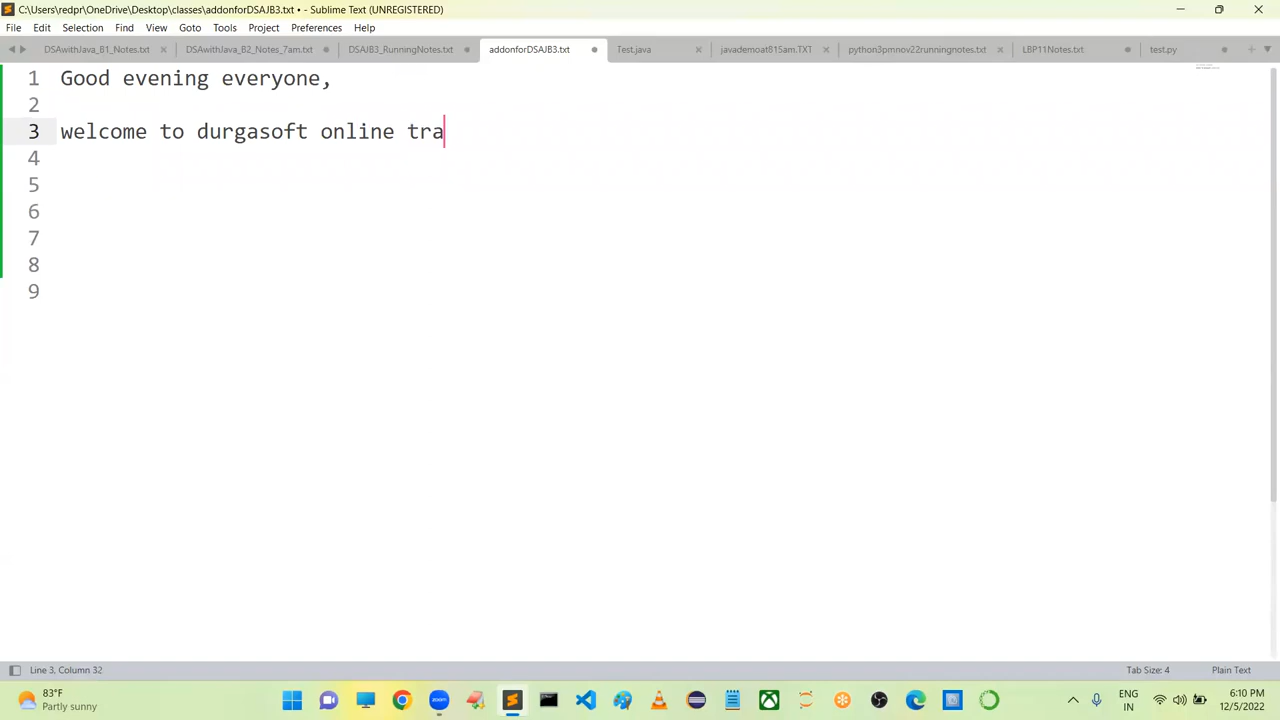 C:\Users\redpr\OneDrive\Desktop\classes\addonforDSAJB3.txt • - Sublime Text (UNREGISTERED)
File Edit Selection Find View Goto Tools Project Preferences Help
DSAwithJava_B1_Notes.txt DSAwithJava_B2_Notes_7am.txt DSAJB3_RunningNotes.txt addonforDSAJB3.txt Test.java javademoat815am.TXT python3pmnov22runningnotes.txt LBP11Notes.txt test.py
1 Good evening everyone,
2
3 welcome to durgasoft online tra
4
5
6
7
8
9
Line 3, Column 32 Tab Size: 4 Plain Text
83°F
Partly sunny
zoom
ENG
IN
6:10 PM
12/5/2022